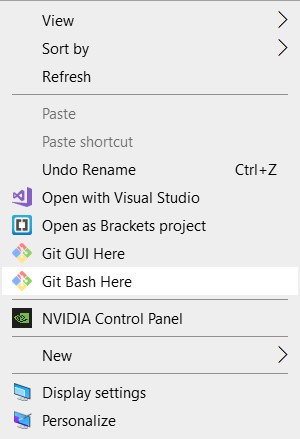 View
Sort by
Refresh
Paste
Paste shortcut
Undo Rename Ctrl+Z
Open with Visual Studio
Open as Brackets project
Git GUI Here
Git Bash Here
NVIDIA Control Panel
New
Display settings
Personalize